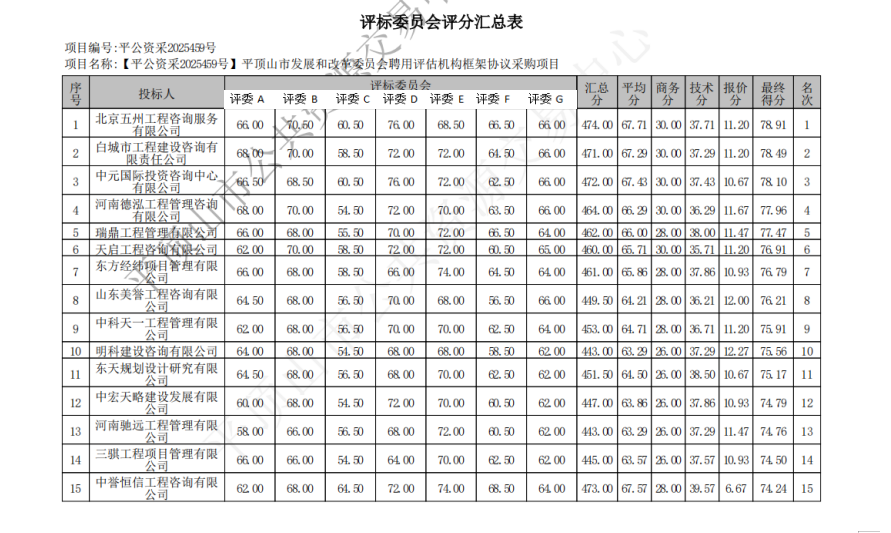 评标委员会评分汇总表
项目编号:平公资采2025459号
项目名称:【平公资采2025459号】平顶山市发展和改革委员会聘用评估机构框架协议采购项目
序号 投标人 评标委员会 汇总分 平均分 商务分 技术分 报价分 最终得分 名次
评委 A 评委 B 评委 C 评委 D 评委 E 评委 F 评委 G
1 北京五州工程咨询服务有限公司 66.00 70.50 60.50 76.00 68.50 66.50 66.00 474.00 67.71 30.00 37.71 11.20 78.91 1
2 白城市工程建设咨询有限责任公司 68.00 70.00 58.50 72.00 72.00 64.50 66.00 471.00 67.29 30.00 37.29 11.20 78.49 2
3 中元国际投资咨询中心有限公司 66.50 68.50 60.50 76.00 72.00 62.50 66.00 472.00 67.43 30.00 37.43 10.67 78.10 3
4 河南德泓工程管理咨询有限公司 68.00 70.00 54.50 72.00 70.00 63.50 66.00 464.00 66.29 30.00 36.29 11.67 77.96 4
5 瑞鼎工程管理有限公司 66.00 68.00 55.50 70.00 72.00 66.50 64.00 462.00 66.00 28.00 38.00 11.47 77.47 5
6 天启工程咨询有限公司 62.00 70.00 58.50 72.00 72.00 60.50 65.00 460.00 65.71 30.00 35.71 11.20 76.91 6
7 东方经纬项目管理有限公司 66.00 68.00 58.50 66.00 74.00 64.50 64.00 461.00 65.86 28.00 37.86 10.93 76.79 7
8 山东美誉工程咨询有限公司 64.50 68.00 56.50 70.00 68.00 56.50 66.00 449.50 64.21 28.00 36.21 12.00 76.21 8
9 中科天一工程管理有限公司 62.00 68.00 56.50 70.00 70.00 62.50 64.00 453.00 64.71 28.00 36.71 11.20 75.91 9
10 明科建设咨询有限公司 64.00 68.00 54.50 68.00 68.00 58.50 62.00 443.00 63.29 26.00 37.29 12.27 75.56 10
11 东天规划设计研究有限公司 64.50 68.00 56.50 68.00 70.00 62.50 62.00 451.50 64.50 26.00 38.50 10.67 75.17 11
12 中宏天略建设发展有限公司 60.00 68.00 54.50 72.00 70.00 60.50 62.00 447.00 63.86 26.00 37.86 10.93 74.79 12
13 河南驰远工程管理有限公司 58.00 66.00 56.50 68.00 72.00 60.50 62.00 443.00 63.29 26.00 37.29 11.47 74.76 13
14 三骐工程项目管理有限公司 66.00 66.00 54.50 64.00 70.00 62.50 62.00 445.00 63.57 26.00 37.57 10.93 74.50 14
15 中誉恒信工程咨询有限公司 62.00 68.00 64.50 72.00 74.00 68.50 64.00 473.00 67.57 28.00 39.57 6.67 74.24 15
平顶山市公共资源交易中心
平顶山市公共资源交易中心